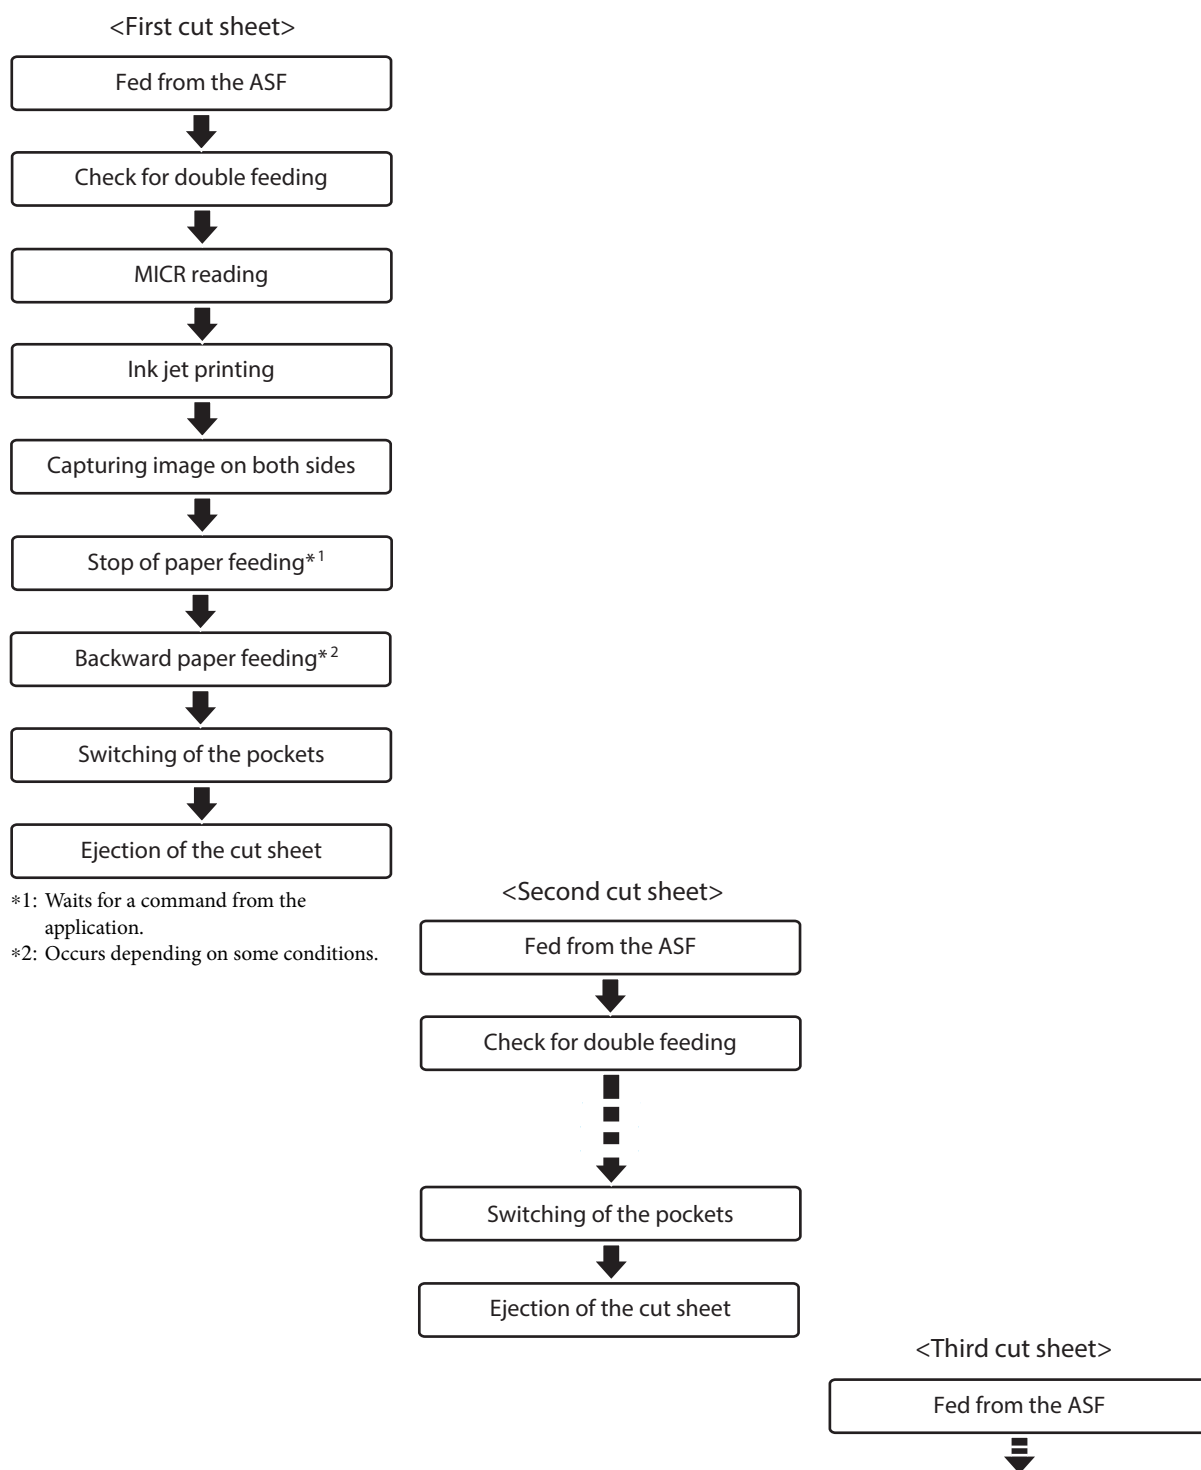 <First cut sheet>
Fed from the ASF
Check for double feeding
MICR reading
Ink jet printing
Capturing image on both sides
Stop of paper feeding*1
Backward paper feeding*2
Switching of the pockets
Ejection of the cut sheet
*1: Waits for a command from the
application.
*2: Occurs depending on some conditions.
<Second cut sheet>
Fed from the ASF
Check for double feeding
Switching of the pockets
Ejection of the cut sheet
<Third cut sheet>
Fed from the ASF